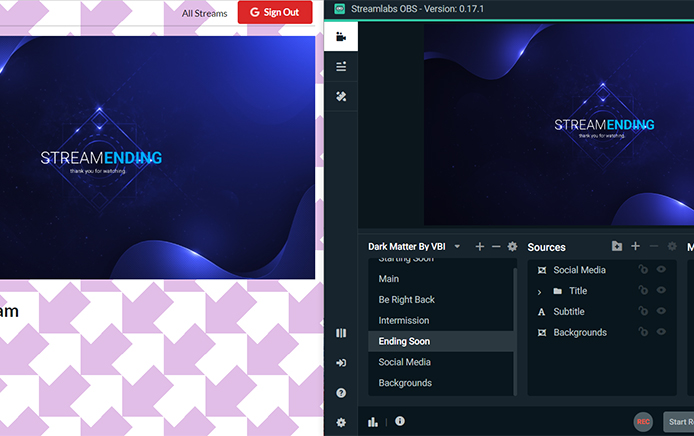 All Streams
G Sign Out
STREAMENDING
thank you for watching.
am
Streamlabs OBS - Version: 0.17.1
STREAMENDING
thank you for watching.
Dark Matter By VBI
Starting Soon
Main
Be Right Back
Intermission
Ending Soon
Social Media
Backgrounds
Sources
Social Media
Title
A Subtitle
Backgrounds
M
REC
Start R